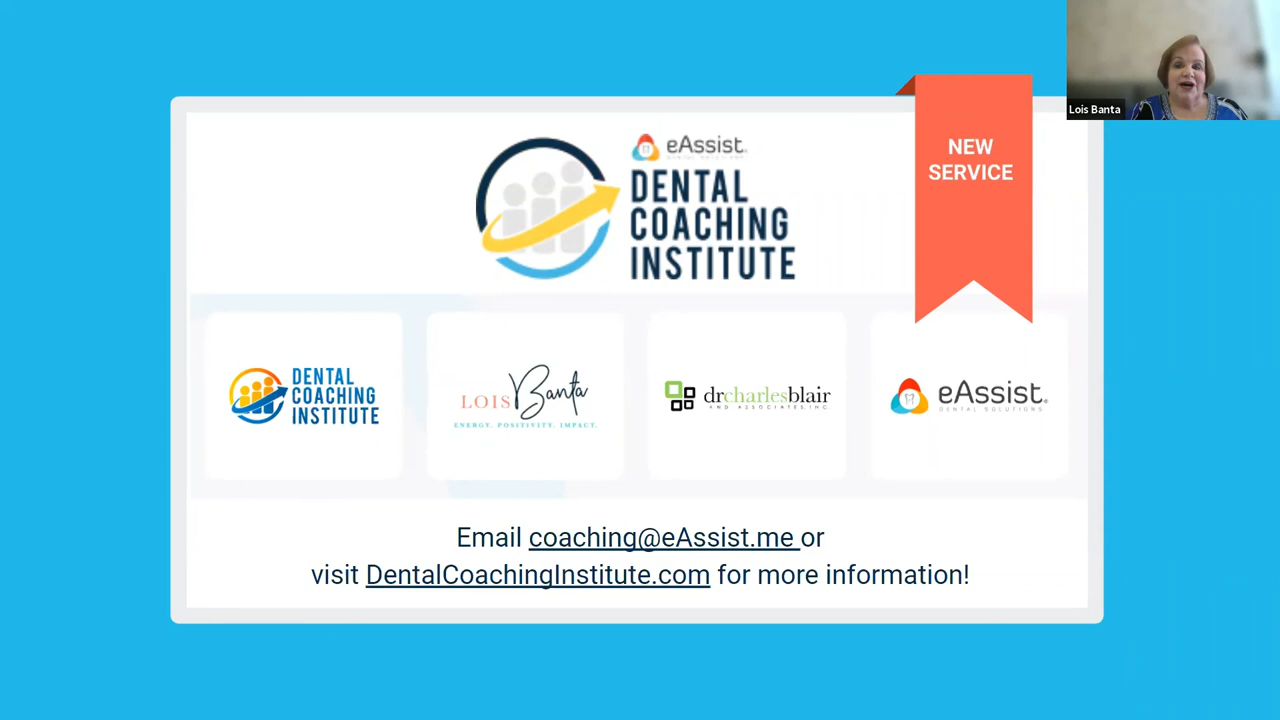 Lois Banta
NEW
SERVICE
eAssist
DENTAL SOLUTIONS
DENTAL
COACHING
INSTITUTE
DENTAL
COACHING
INSTITUTE
LOIS Banta
ENERGY. POSITIVITY. IMPACT.
drcharlesblair
AND ASSOCIATES, INC.
eAssist
DENTAL SOLUTIONS
Email coaching@eAssist.me or
visit DentalCoachingInstitute.com for more information!